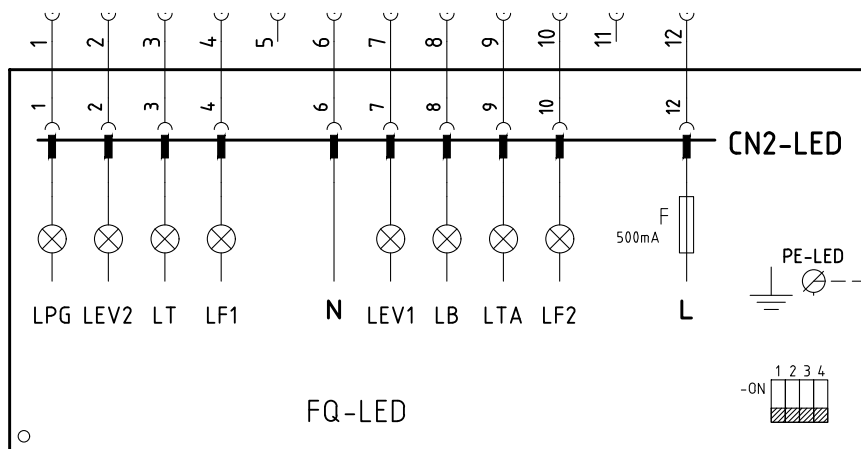 1 2 3 4 5 6 7 8 9 10 11 12
1 2 3 4 6 7 8 9 10 12
CN2-LED
F
500mA
PE-LED
LPG LEV2 LT LF1 N LEV1 LB LTA LF2 L
1 2 3 4
-ON
FQ-LED